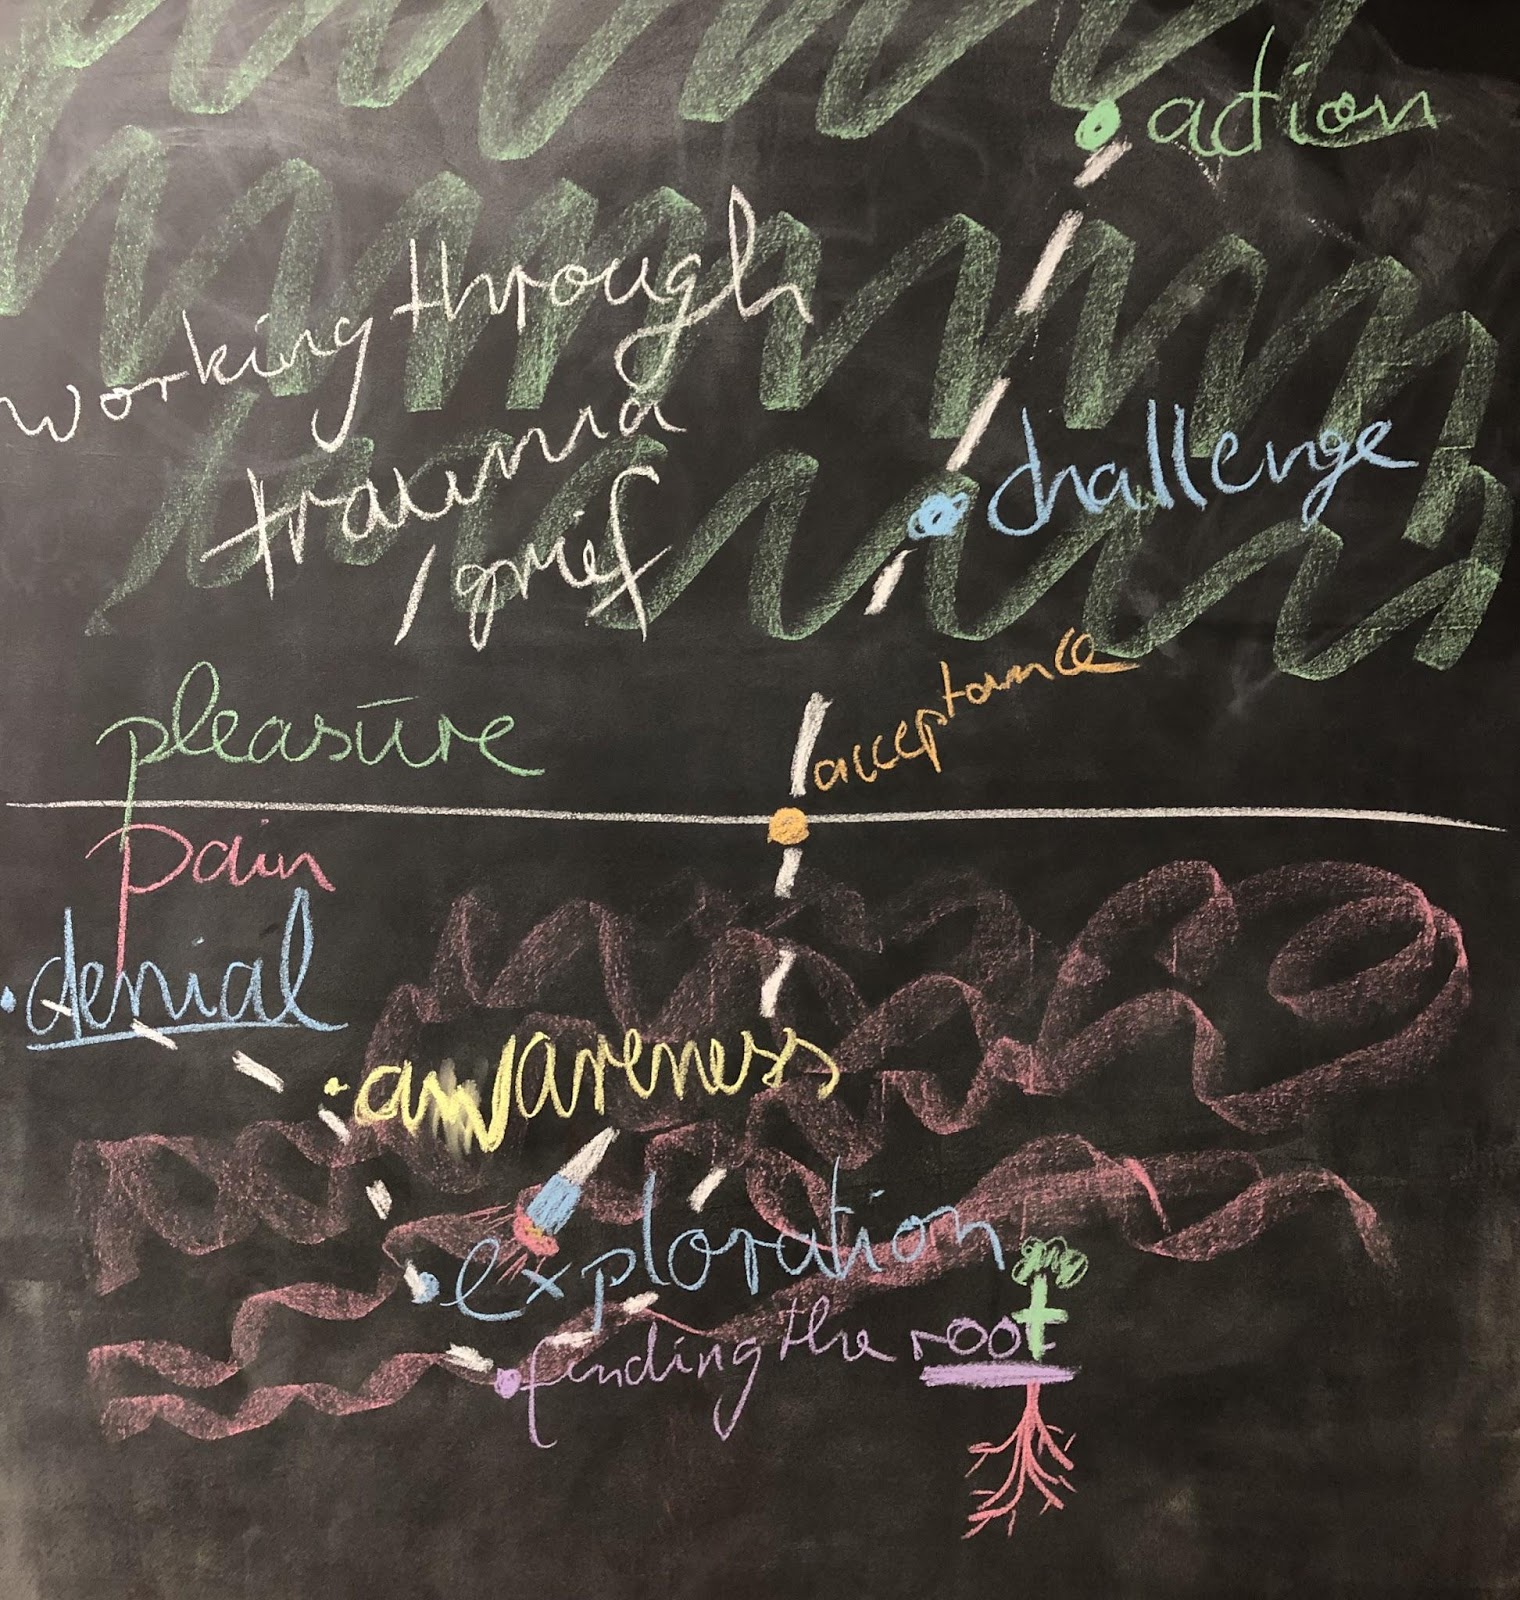 action
working through
trauma
/grief
challenge
acceptance
pleasure
pain
denial
awareness
exploration
finding the root